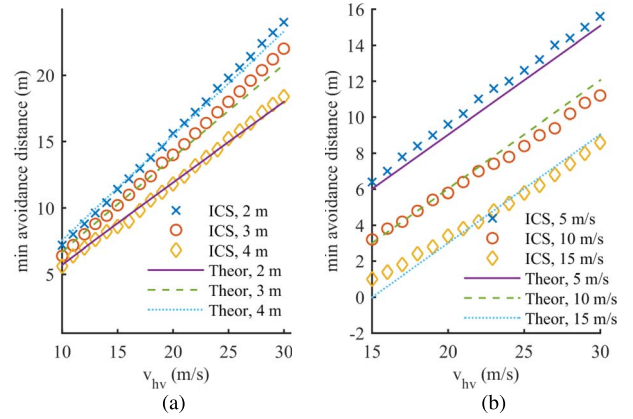 (a)
min avoidance distance (m)
20
15
10
5
ICS, 2 m
ICS, 3 m
ICS, 4 m
Theor, 2 m
Theor, 3 m
Theor, 4 m
10 15 20 25 30
v_hv (m/s)
(a)
(b)
min avoidance distance (m)
16
14
12
10
8
6
4
2
0
-2
ICS, 5 m/s
ICS, 10 m/s
ICS, 15 m/s
Theor, 5 m/s
Theor, 10 m/s
Theor, 15 m/s
15 20 25 30
v_hv (m/s)
(b)